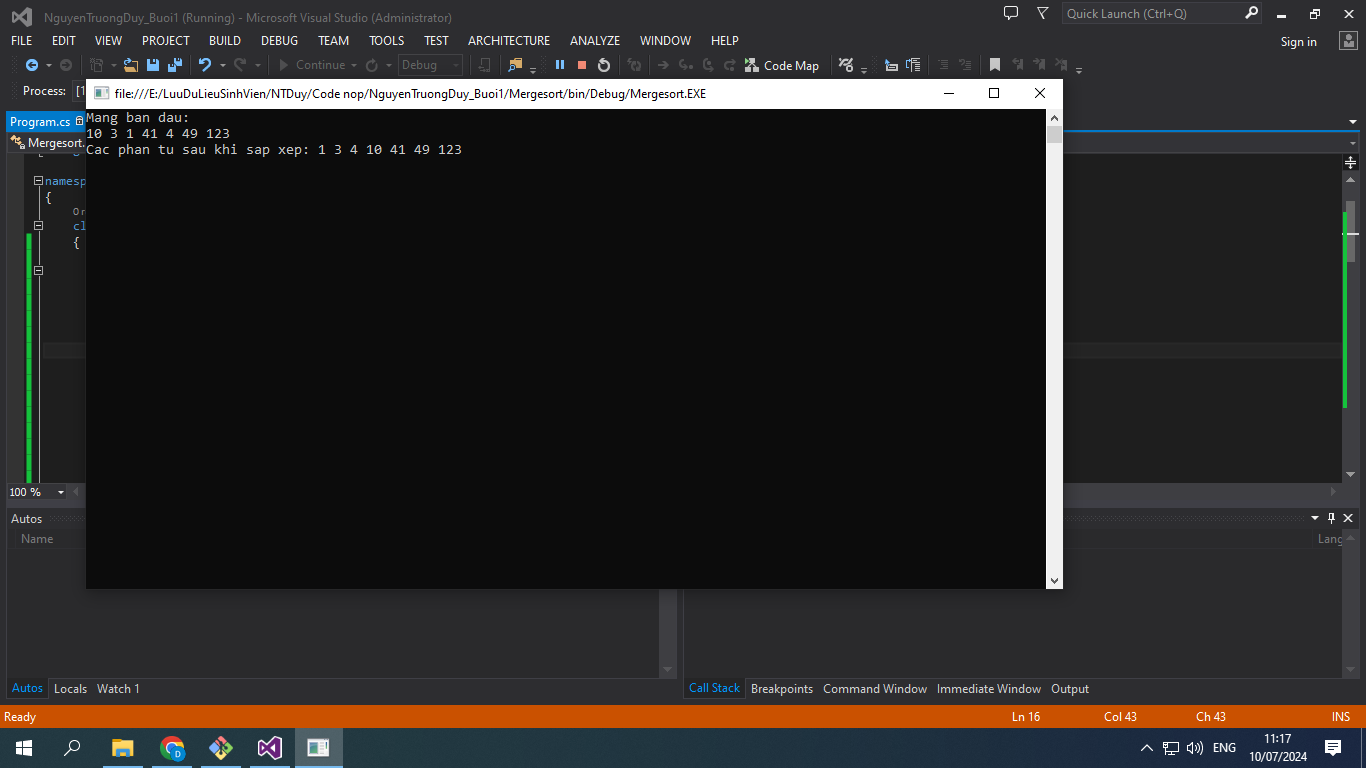 NguyenTruongDuy_Buoi1 (Running) - Microsoft Visual Studio (Administrator)
Quick Launch (Ctrl+Q)
FILE EDIT VIEW PROJECT BUILD DEBUG TEAM TOOLS TEST ARCHITECTURE ANALYZE WINDOW HELP
Sign in
Continue Debug Code Map
Process:
file:///E:/LuuDuLieuSinhVien/NTDuy/Code nop/NguyenTruongDuy_Buoi1/Mergesort/bin/Debug/Mergesort.EXE
Program.cs
Mergesort.
Mang ban dau:
10 3 1 41 4 49 123
Cac phan tu sau khi sap xep: 1 3 4 10 41 49 123
namesp
{
{
100 %
Autos
Name
Lang
Autos Locals Watch 1
Call Stack Breakpoints Command Window Immediate Window Output
Ready
Ln 16 Col 43 Ch 43 INS
ENG
11:17
10/07/2024